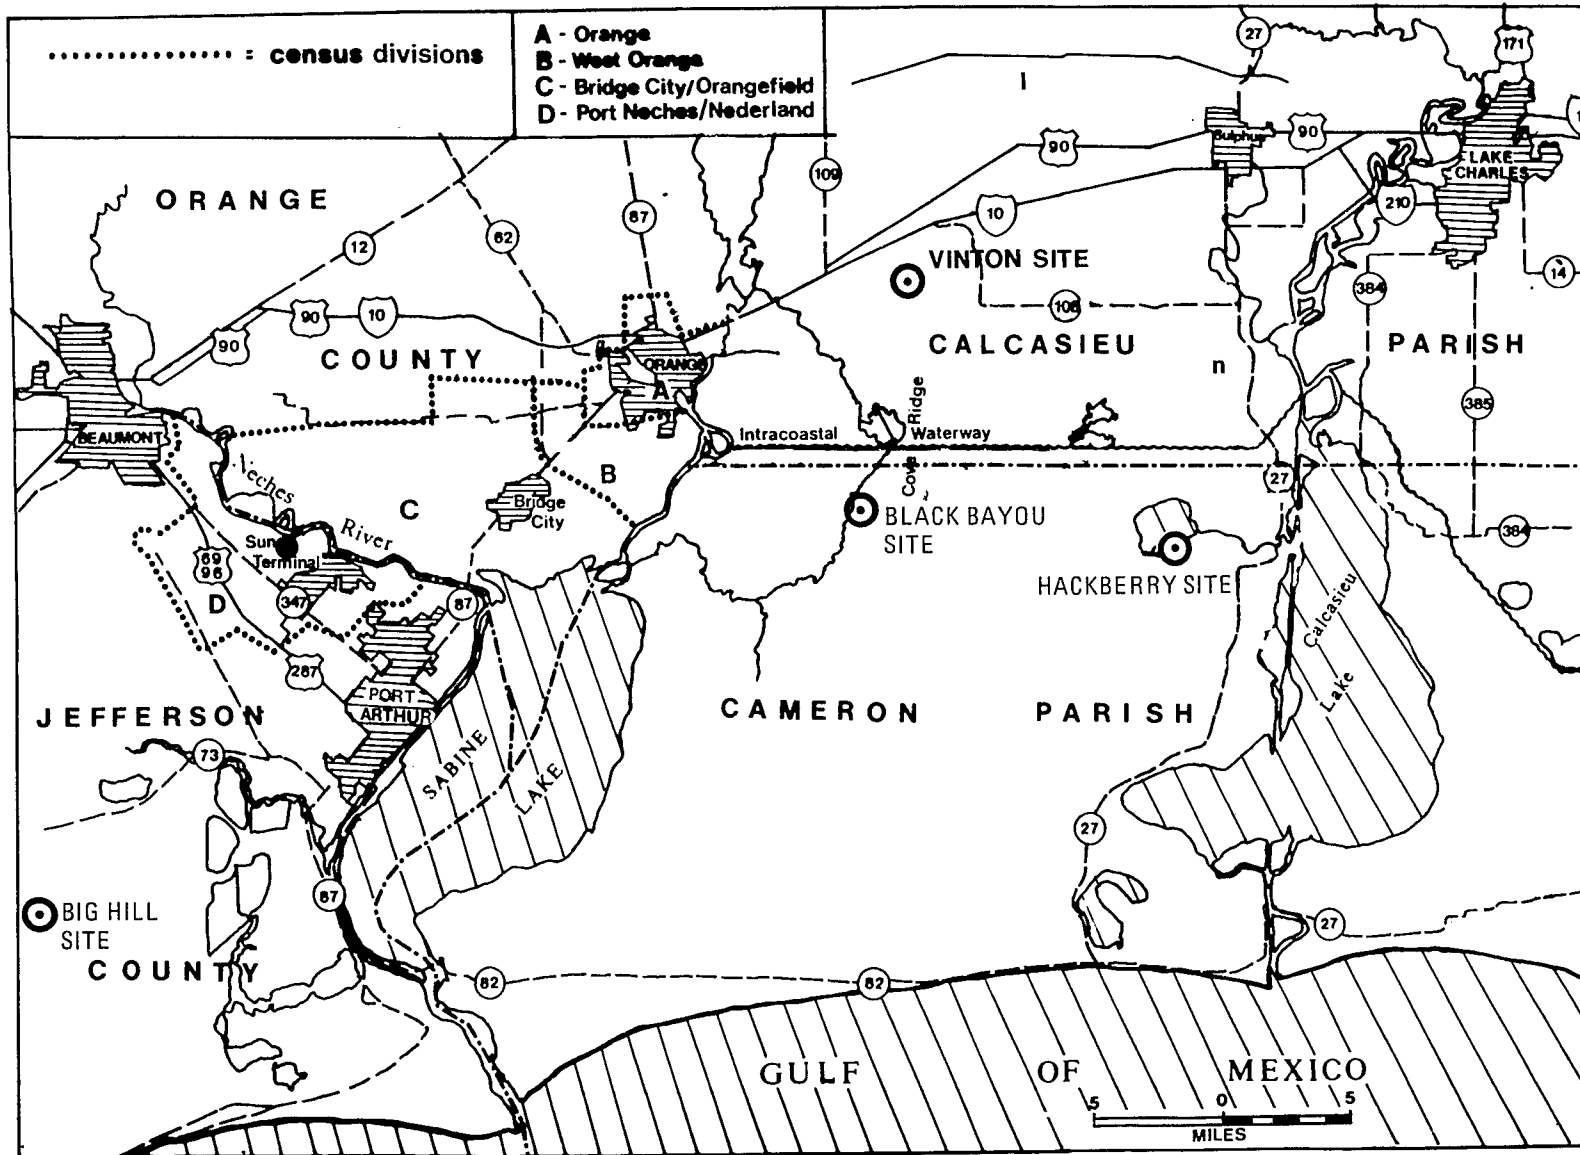 = census divisions
A - Orange
B - West Orange
C - Bridge City/Orangefield
D - Port Neches/Nederland
27
171
l
90
90
Sulphur
LAKE
CHARLES
109
ORANGE
12
62
87
10
210
VINTON SITE
384
14
108
90
10
90
COUNTY
ORANGE
A
CALCASIEU
PARISH
n
385
BEAUMONT
Intracoastal
Waterway
Cove Ridge
Neches
River
C
B
Bridge
City
27
BLACK BAYOU
SITE
384
Sun
Terminal
69
96
D
347
87
HACKBERRY SITE
Calcasieu
Lake
287
PORT
ARTHUR
JEFFERSON
CAMERON
PARISH
73
SABINE
LAKE
27
87
BIG HILL
SITE
COUNTY
27
82
82
GULF OF MEXICO
5 0 5
MILES